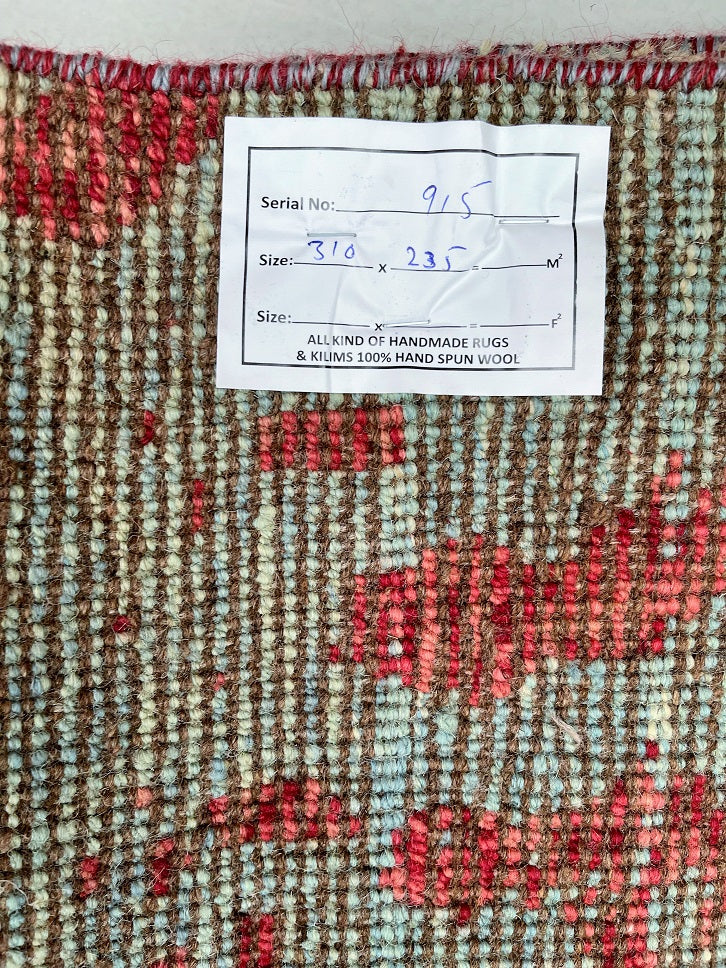 Serial No: 915
Size: 310 x 235 = M²
Size: x = F²
ALL KIND OF HANDMADE RUGS
& KILIMS 100% HAND SPUN WOOL